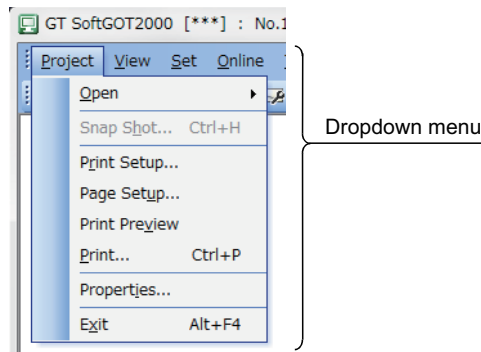 GT SoftGOT2000 [***] : No.1
Project View Set Online
Open
Snap Shot... Ctrl+H
Dropdown menu
Print Setup...
Page Setup...
Print Preview
Print... Ctrl+P
Properties...
Exit Alt+F4